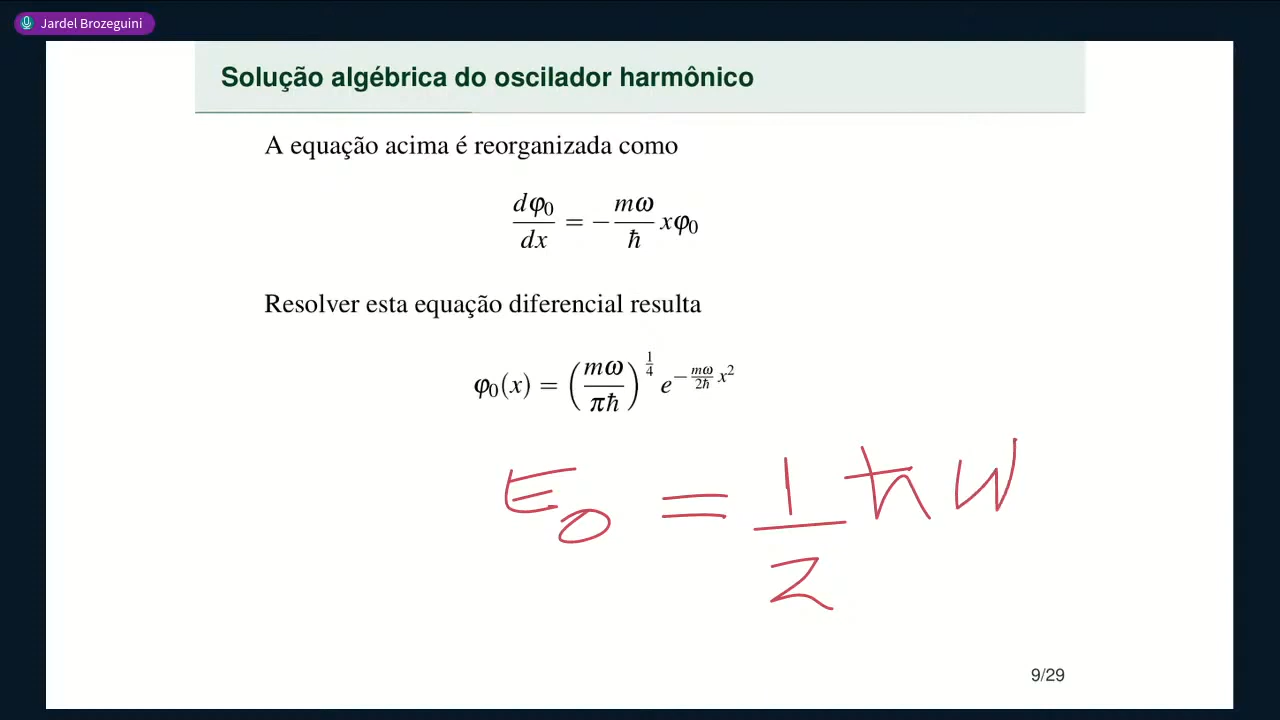 Jardel Brozeguini
Solução algébrica do oscilador harmônico
A equação acima é reorganizada como
dφ₀/dx = −(mω/ħ) xφ₀
Resolver esta equação diferencial resulta
φ₀(x) = (mω/πħ)^(1/4) e^(−(mω/2ħ) x²)
E₀ = 1/2 ħω
9/29